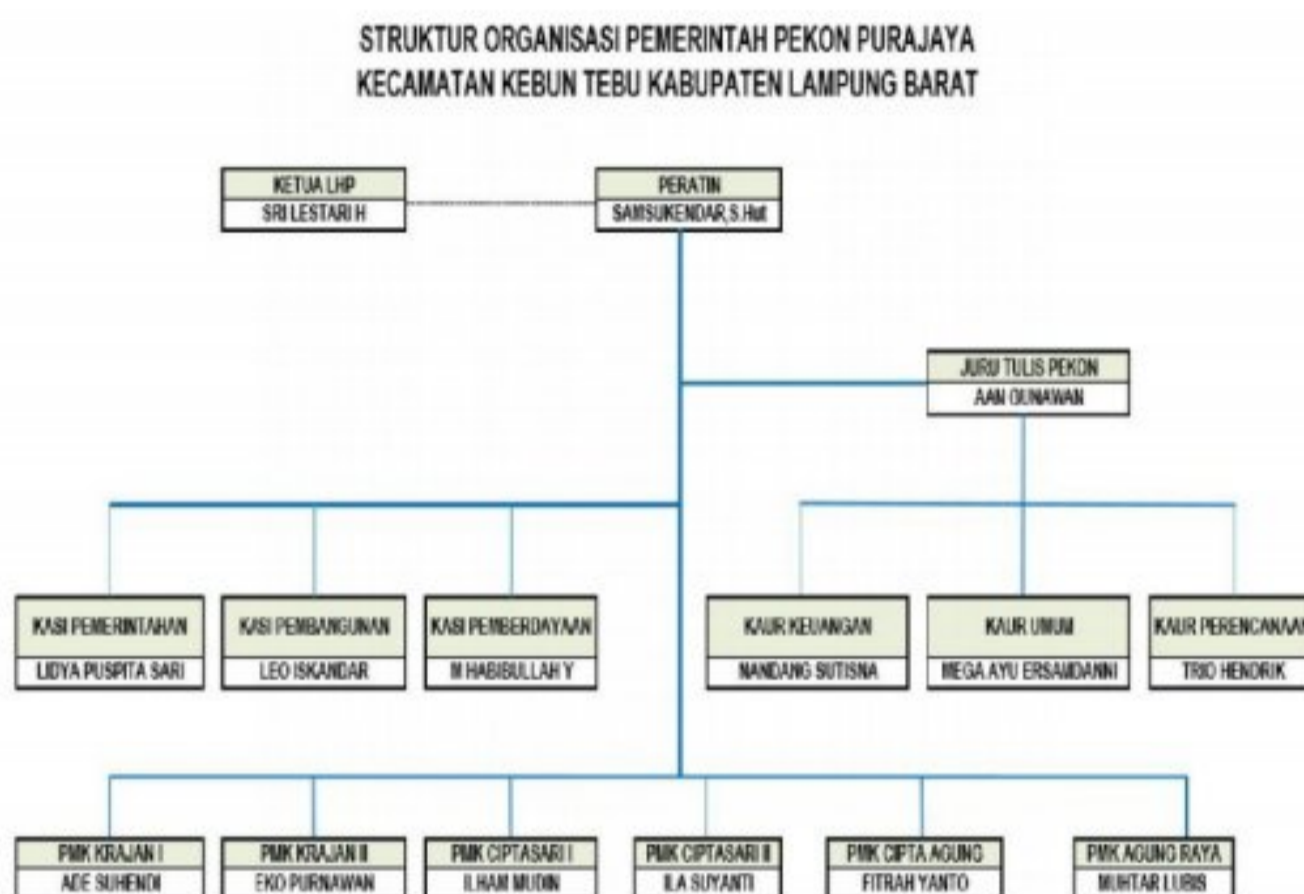 STRUKTUR ORGANISASI PEMERINTAH PEKON PURAJAYA
KECAMATAN KEBUN TEBU KABUPATEN LAMPUNG BARAT
KETUA LHP
SRI LESTARI H
PERATIN
SAMSUKENDAR,S.Hut
JURU TULIS PEKON
AAN GUNAWAN
KASI PEMERINTAHAN
LIDYA PUSPITA SARI
KASI PEMBANGUNAN
LEO ISKANDAR
KASI PEMBERDAYAAN
M HABIBULLAH Y
KAUR KEUANGAN
NANDANG SUTISNA
KAUR UMUM
MEGA AYU
KAUR PERENCANAAN
TRIO HENDRIK
PMK KRAJAN I
ADE SUHENDI
PMK KRAJAN II
EKO PURNAWAN
PMK CIPTASARI I
ILHAM MUDIN
PMK CIPTASARI II
ILA SUYANTI
PMK CIPTA AGUNG
FITRAH YANTO
PMK AGUNG RAYA
MUHTAR LUBIS